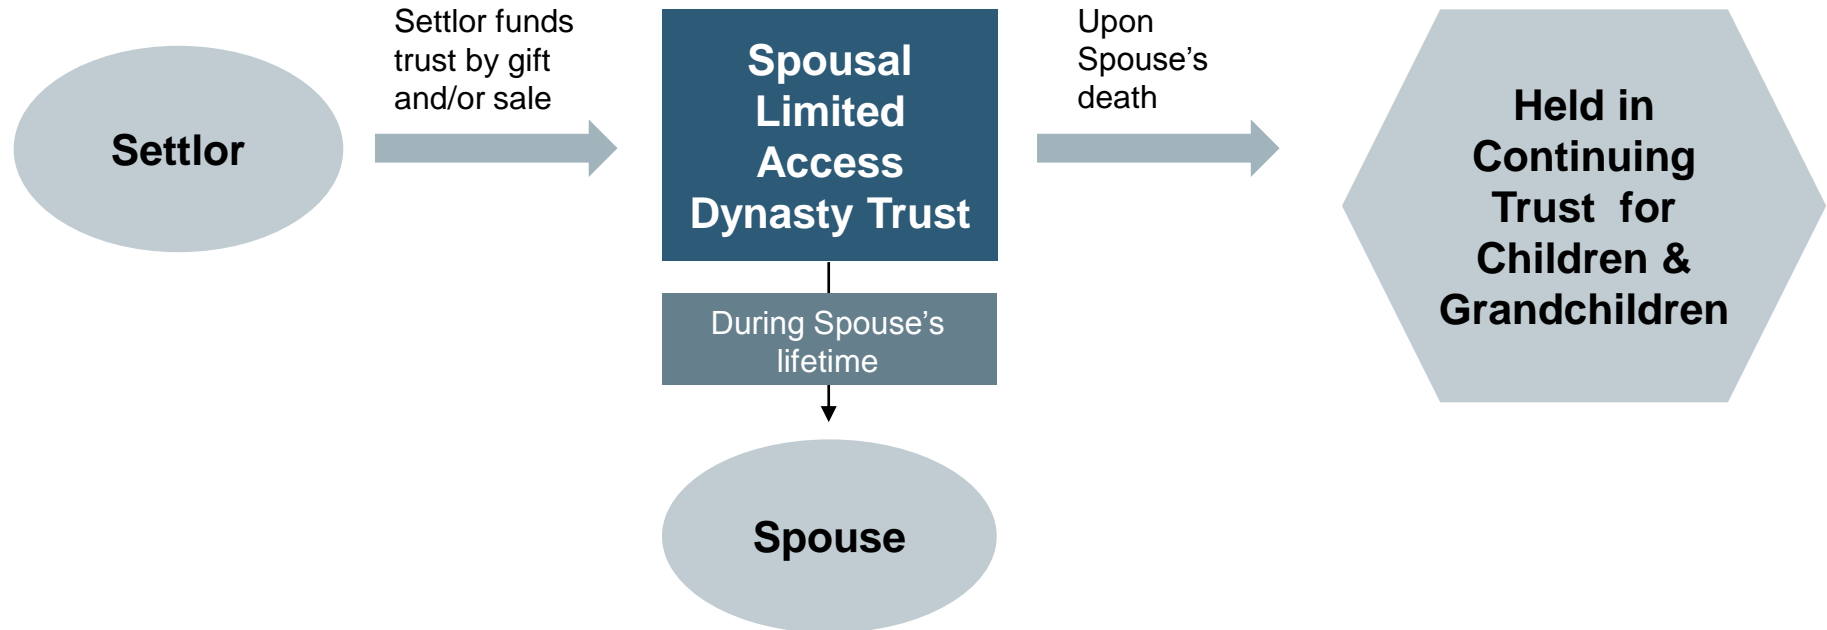 Settlor
Settlor funds
trust by gift
and/or sale
Spousal
Limited
Access
Dynasty Trust
Upon
Spouse’s
death
Held in
Continuing
Trust for
Children &
Grandchildren
During Spouse’s
lifetime
Spouse